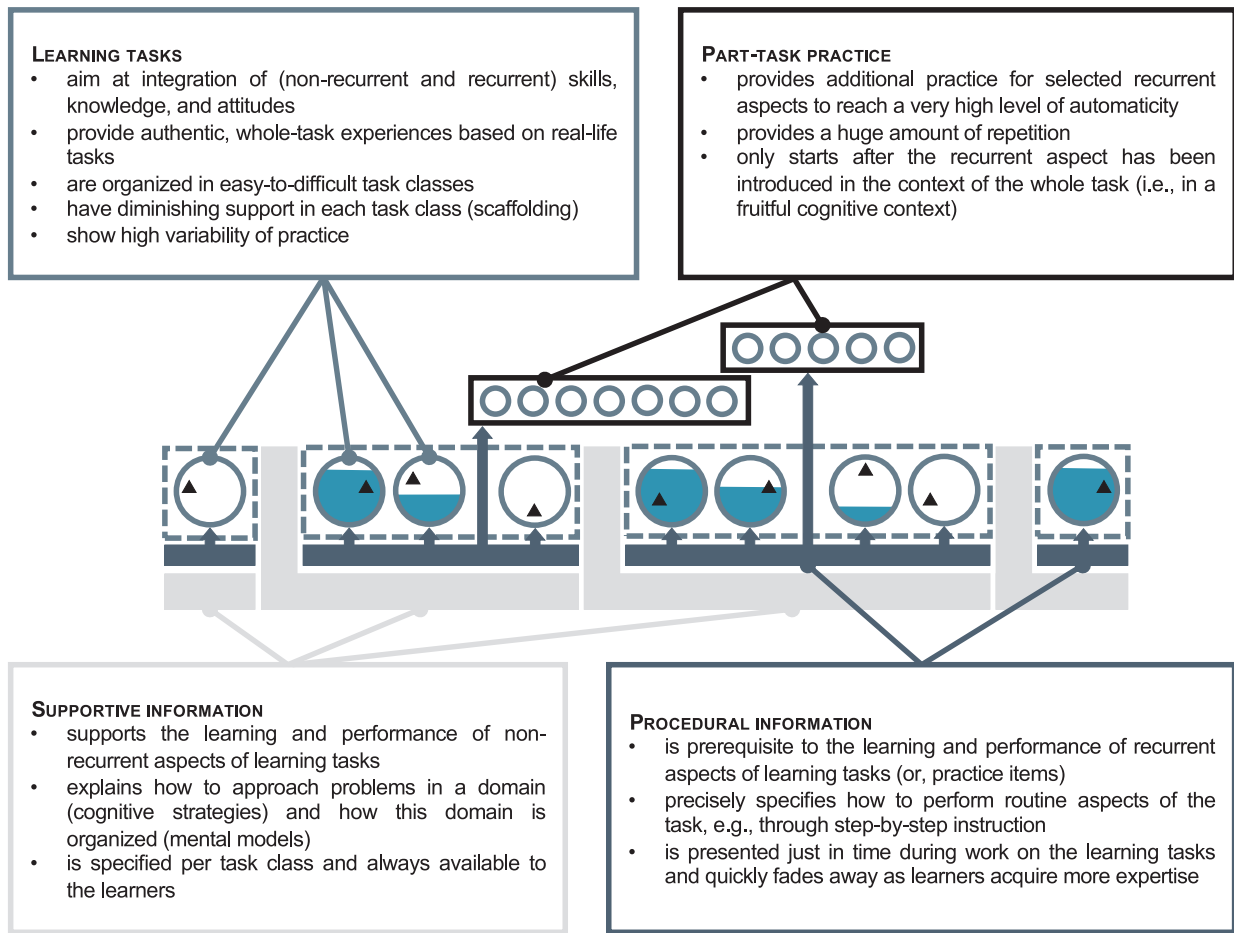 LEARNING TASKS
• aim at integration of (non-recurrent and recurrent) skills,
knowledge, and attitudes
• provide authentic, whole-task experiences based on real-life
tasks
• are organized in easy-to-difficult task classes
• have diminishing support in each task class (scaffolding)
• show high variability of practice
PART-TASK PRACTICE
• provides additional practice for selected recurrent
aspects to reach a very high level of automaticity
• provides a huge amount of repetition
• only starts after the recurrent aspect has been
introduced in the context of the whole task (i.e., in a
fruitful cognitive context)
SUPPORTIVE INFORMATION
• supports the learning and performance of non-
recurrent aspects of learning tasks
• explains how to approach problems in a domain
(cognitive strategies) and how this domain is
organized (mental models)
• is specified per task class and always available to
the learners
PROCEDURAL INFORMATION
• is prerequisite to the learning and performance of recurrent
aspects of learning tasks (or, practice items)
• precisely specifies how to perform routine aspects of the
task, e.g., through step-by-step instruction
• is presented just in time during work on the learning tasks
and quickly fades away as learners acquire more expertise